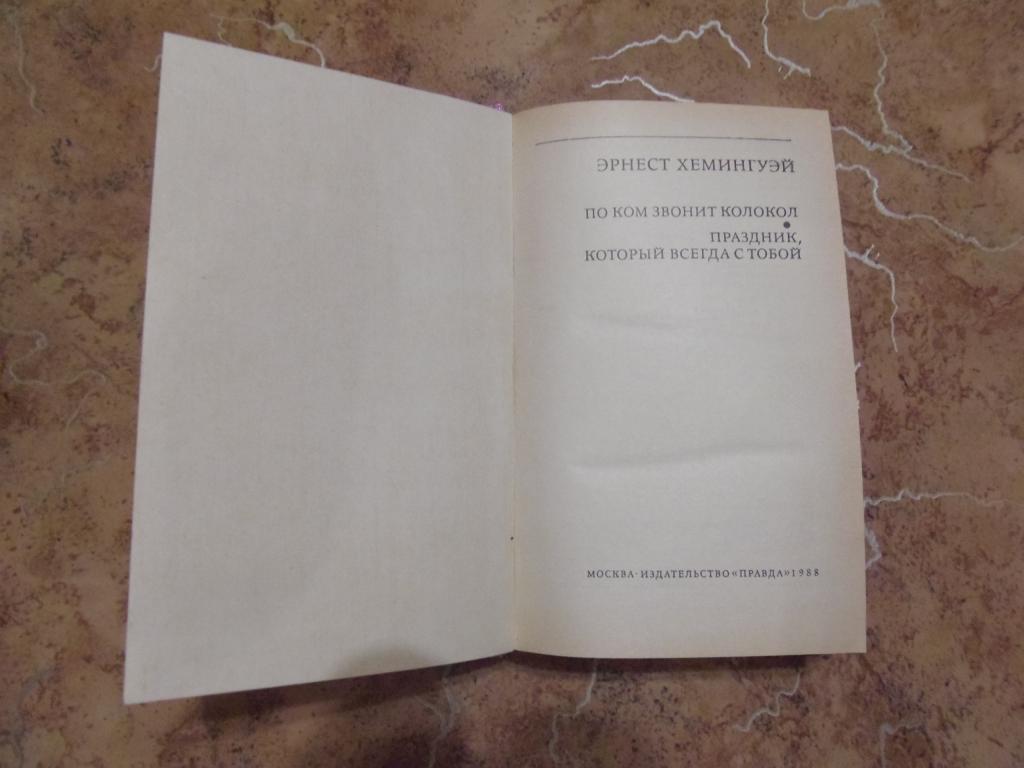 ЭРНЕСТ ХЕМИНГУЭЙ
ПО КОМ ЗВОНИТ КОЛОКОЛ
•
ПРАЗДНИК,
КОТОРЫЙ ВСЕГДА С ТОБОЙ
МОСКВА · ИЗДАТЕЛЬСТВО «ПРАВДА» 1988